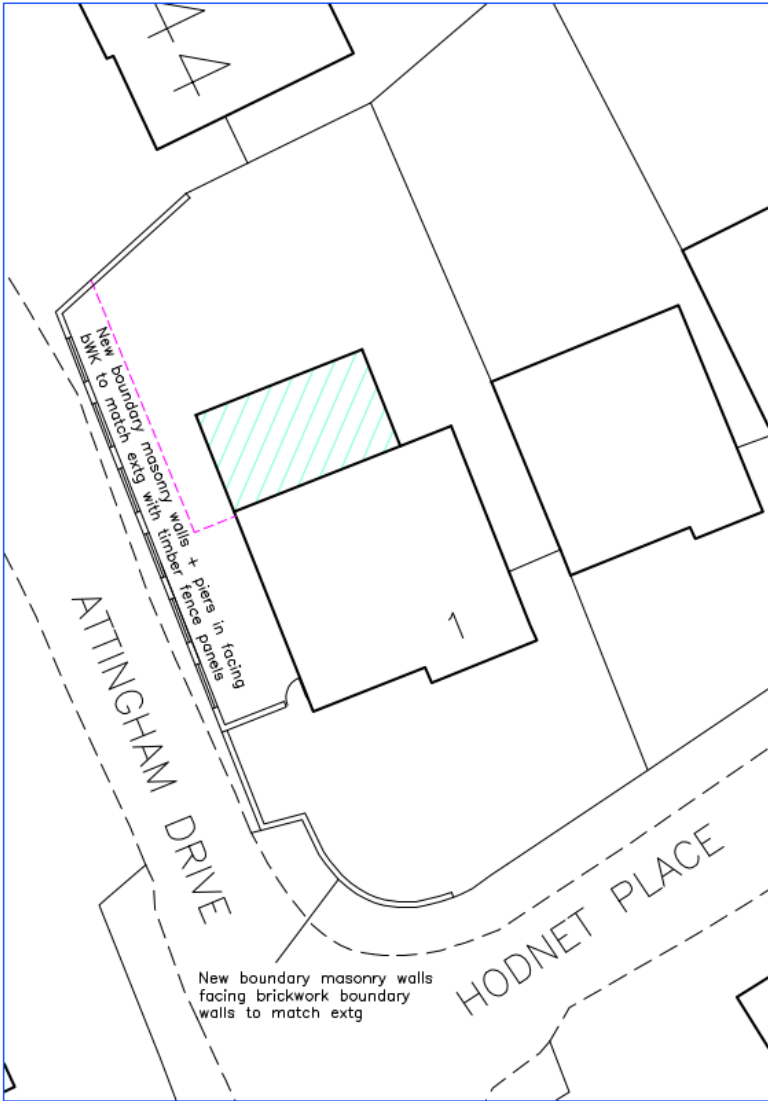 44
New boundary masonry walls + piers in facing
bWK to match extg with timber fence panels
1
ATTINGHAM DRIVE
HODNET PLACE
New boundary masonry walls
facing brickwork boundary
walls to match extg